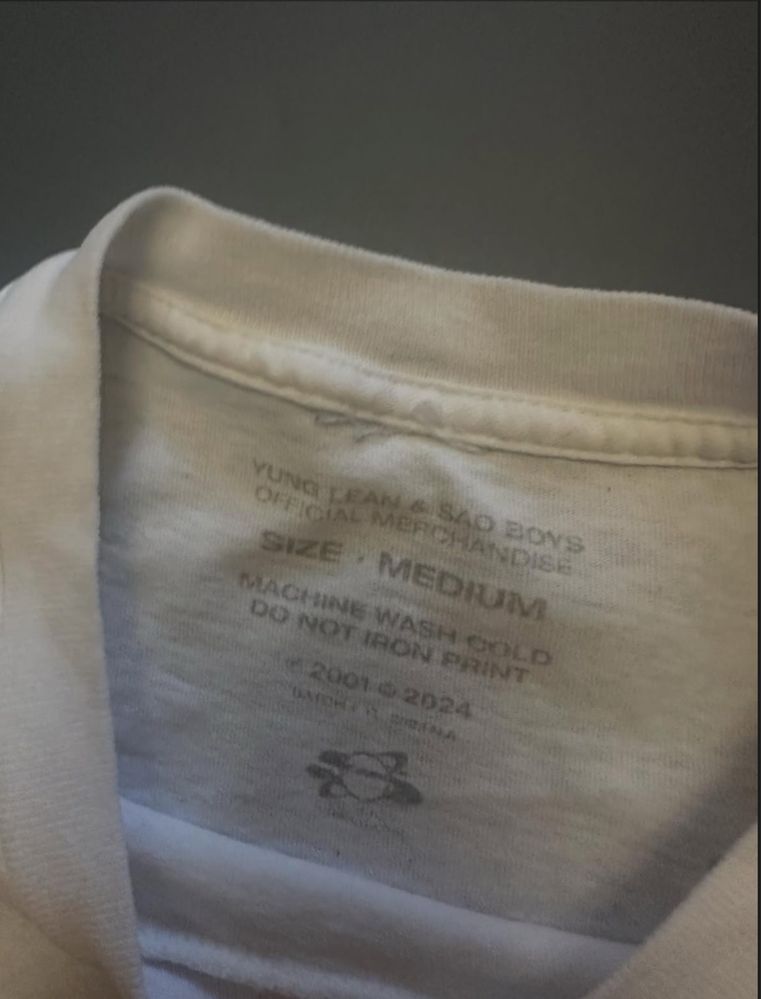 YUNG LEAN & SAD BOYS
OFFICIAL MERCHANDISE
SIZE · MEDIUM
MACHINE WASH COLD
DO NOT IRON PRINT
2001 © 2024